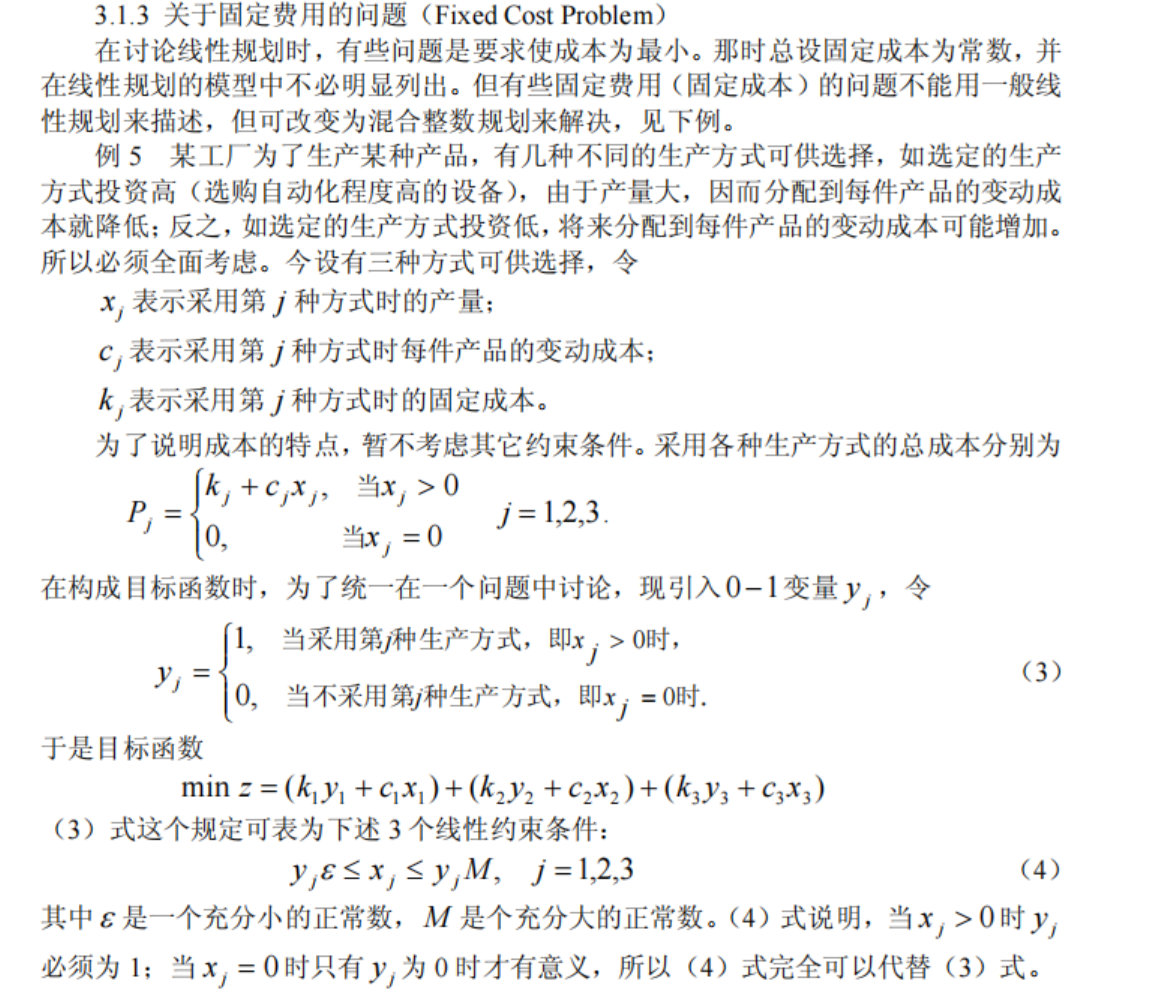 3.1.3 关于固定费用的问题（Fixed Cost Problem）
在讨论线性规划时，有些问题是要求使成本为最小。那时总设固定成本为常数，并
在线性规划的模型中不必明显列出。但有些固定费用（固定成本）的问题不能用一般线
性规划来描述，但可改变为混合整数规划来解决，见下例。
例 5 某工厂为了生产某种产品，有几种不同的生产方式可供选择，如选定的生产
方式投资高（选购自动化程度高的设备），由于产量大，因而分配到每件产品的变动成
本就降低；反之，如选定的生产方式投资低，将来分配到每件产品的变动成本可能增加。
所以必须全面考虑。今设有三种方式可供选择，令
x_j 表示采用第 j 种方式时的产量；
c_j 表示采用第 j 种方式时每件产品的变动成本；
k_j 表示采用第 j 种方式时的固定成本。
为了说明成本的特点，暂不考虑其它约束条件。采用各种生产方式的总成本分别为
P_j = { k_j + c_j x_j, 当x_j > 0
0, 当x_j = 0 j = 1,2,3.
在构成目标函数时，为了统一在一个问题中讨论，现引入0−1变量 y_j，令
y_j = { 1, 当采用第j种生产方式，即x_j > 0时，
0, 当不采用第j种生产方式，即x_j = 0时. （3）
于是目标函数
min z = (k_1 y_1 + c_1 x_1) + (k_2 y_2 + c_2 x_2) + (k_3 y_3 + c_3 x_3)
（3）式这个规定可表为下述 3 个线性约束条件：
y_j ε ≤ x_j ≤ y_j M, j = 1,2,3 （4）
其中 ε 是一个充分小的正常数， M 是个充分大的正常数。（4）式说明，当 x_j > 0 时 y_j
必须为 1；当 x_j = 0 时只有 y_j 为 0 时才有意义，所以（4）式完全可以代替（3）式。